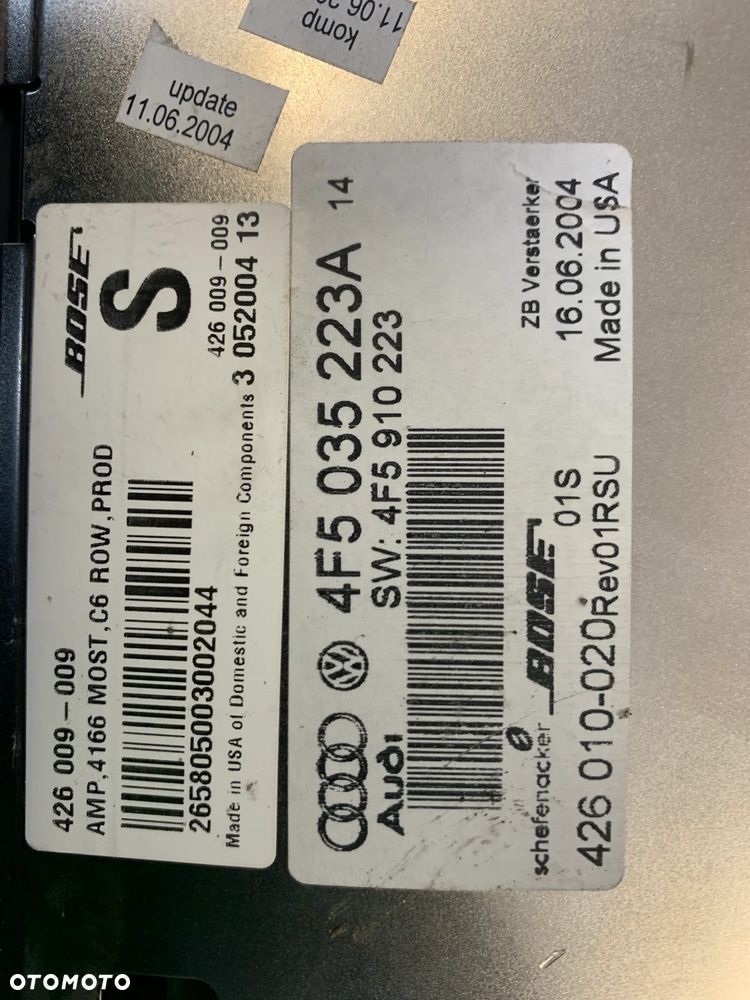 komp
11.06.20
update
11.06.2004
BOSE
S
426 009-009
426 009-009
AMP,4166 MOST,C6 ROW,PROD
3 052004 13
265805003002044
Made in USA of Domestic and Foreign Components
4F5 035 223A 14
SW: 4F5 910 223
Audi
ZB Verstaerker
16.06.2004
Made in USA
schefenacker BOSE 01S
426 010-020Rev01RSU
OTOMOTO